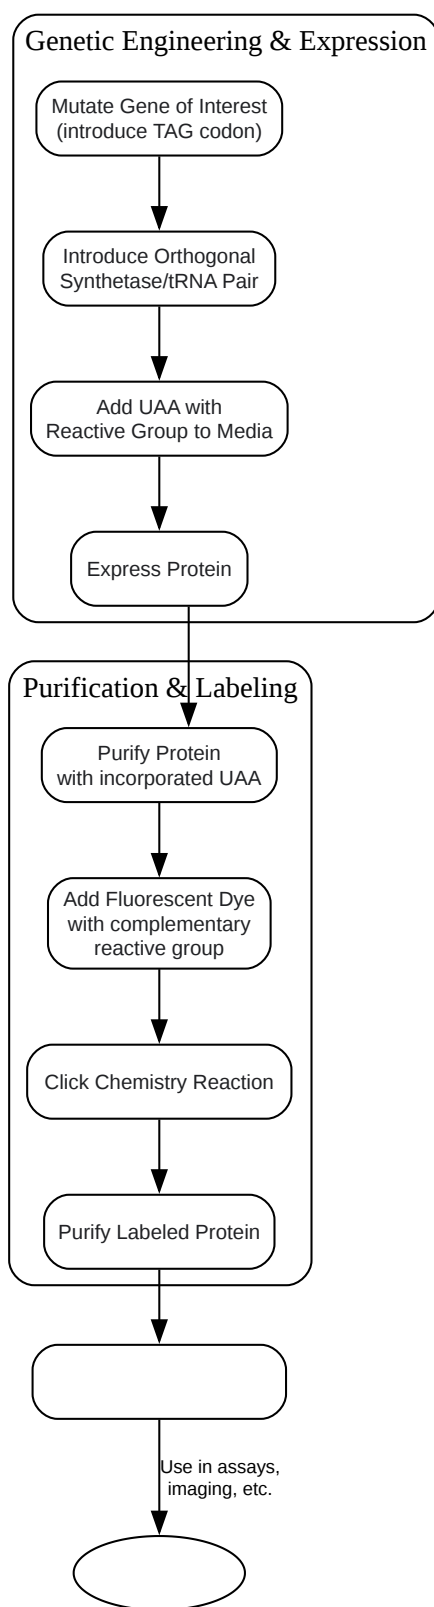 Genetic Engineering & Expression
Mutate Gene of Interest
(introduce TAG codon)
Introduce Orthogonal
Synthetase/tRNA Pair
Add UAA with
Reactive Group to Media
Express Protein
Purification & Labeling
Purify Protein
with incorporated UAA
Add Fluorescent Dye
with complementary
reactive group
Click Chemistry Reaction
Purify Labeled Protein
Use in assays,
imaging, etc.